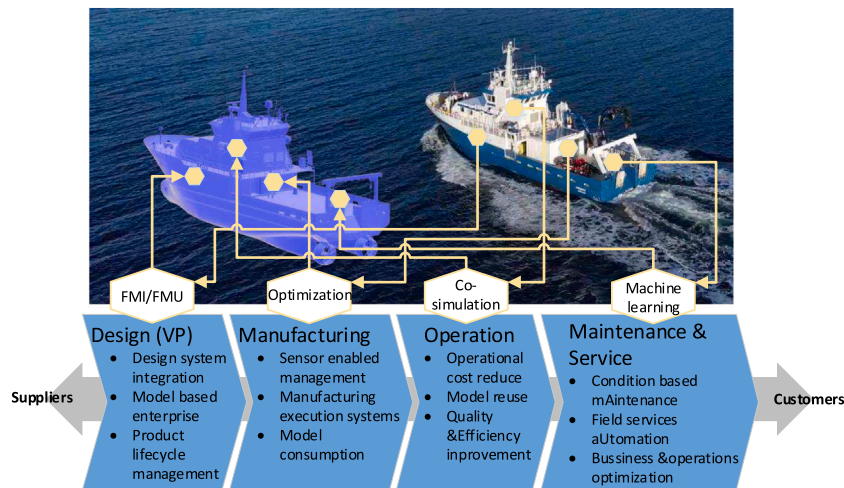 FMI/FMU
Optimization
Co-
simulation
Machine
learning
Design (VP)
• Design system
integration
• Model based
enterprise
• Product
lifecycle
management
Manufacturing
• Sensor enabled
management
• Manufacturing
execution systems
• Model
consumption
Operation
• Operational
cost reduce
• Model reuse
• Quality
&Efficiency
inprovement
Maintenance &
Service
• Condition based
mAintenance
• Field services
aUtomation
• Bussiness &operations
optimization
Suppliers
Customers